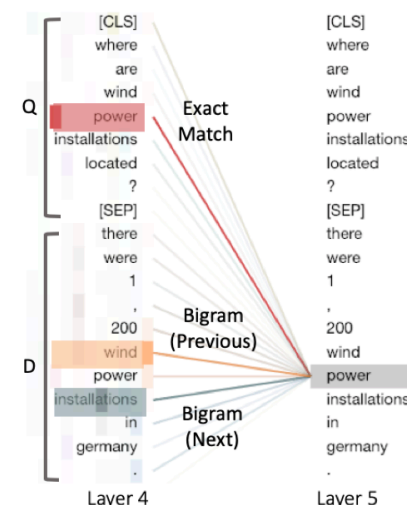 [CLS] [CLS]
where where
are are
wind wind
Q power Exact Match power
installations installations
located located
? ?
[SEP] [SEP]
there there
were were
1 1
, ,
200 Bigram (Previous) 200
wind wind
D power power
installations Bigram (Next) installations
in in
germany germany
. .
Layer 4 Layer 5